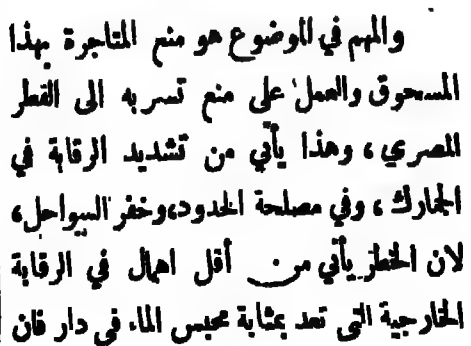 والمهم في الموضوع هو منع المتاجرة بهذا
المسحوق والعمل على منع تسربه الى القطر
المصري ، وهذا يأتي من تشديد الرقابة في
الجمارك ، وفي مصلحة الحدود، وخفر السواحل،
لان الخطر يأتي من أقل اهمال في الرقابة
الخارجية التي تعد بمثابة محبس الماء في دار فان